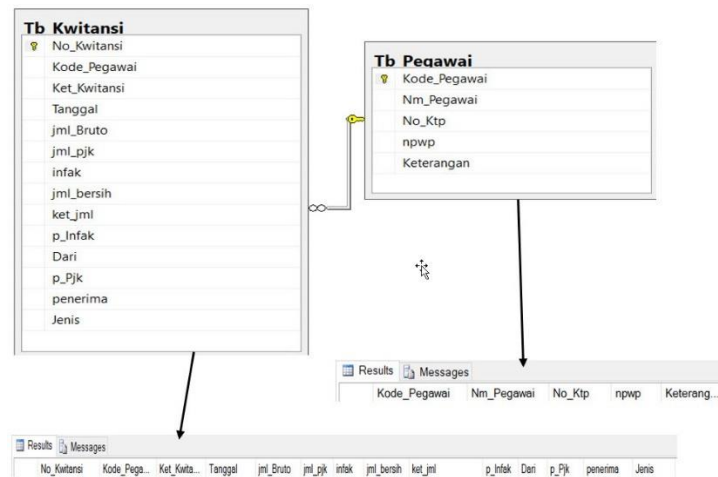 Tb Kwitansi
No_Kwitansi
Kode_Pegawai
Ket_Kwitansi
Tanggal
jml_Bruto
jml_pjk
infak
jml_bersih
ket_jml
p_Infak
Dari
p_Pjk
penerima
Jenis
Tb Pegawai
Kode_Pegawai
Nm_Pegawai
No_Ktp
npwp
Keterangan
Results Messages
Kode_Pegawai Nm_Pegawai No_Ktp npwp Keterang...
Results Messages
No_Kwitansi Kode_Pega... Ket_Kwita... Tanggal jml_Bruto jml_pjk infak jml_bersih ket_jml p_Infak Dari p_Pjk penerima Jenis